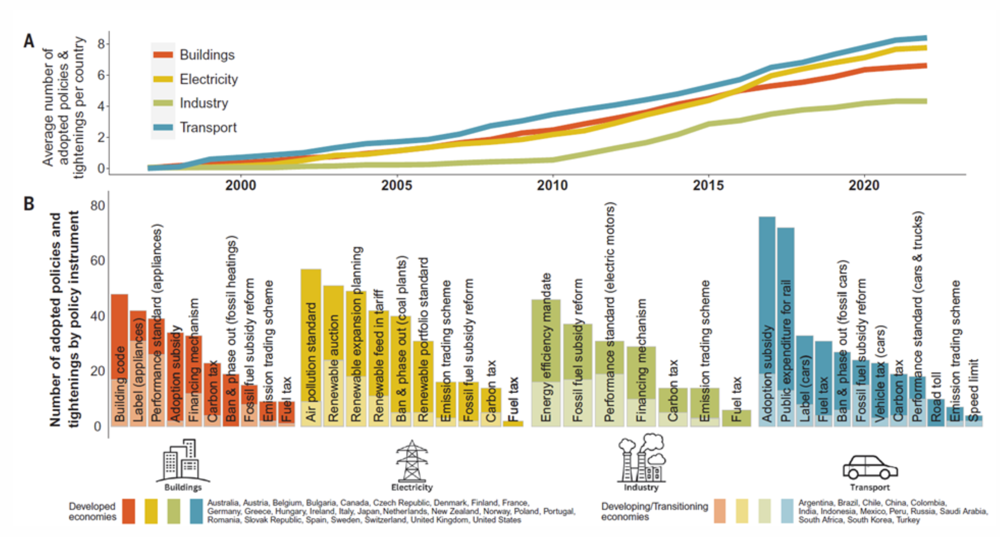 A
Average number of
adopted policies &
tightenings per country
8
6
4
2
0
Buildings
Electricity
Industry
Transport
2000
2005
2010
2015
2020
B
Number of adopted policies and
tightenings by policy instrument
80
60
40
20
0
Building code
Label (appliances)
Performance standard (appliances)
Adoption subsidy
Financing mechanism
Carbon tax
Ban & phase out (fossil heatings)
Fossil fuel subsidy reform
Emission trading scheme
Fuel tax
Air pollution standard
Renewable auction
Renewable expansion planning
Renewable feed in tariff
Ban & phase out (coal plants)
Renewable portfolio standard
Emission trading scheme
Fossil fuel subsidy reform
Carbon tax
Fuel tax
Energy efficiency mandate
Fossil fuel subsidy reform
Performance standard (electric motors)
Financing mechanism
Carbon tax
Emission trading scheme
Fuel tax
Adoption subsidy
Public expenditure for rail
Label (cars)
Fuel tax
Ban & phase out (fossil cars)
Fossil fuel subsidy reform
Vehicle tax (cars)
Carbon tax
Performance standard (cars & trucks)
Road toll
Emission trading scheme
Speed limit
Buildings
Electricity
Industry
Transport
Developed
economies
Australia, Austria, Belgium, Bulgaria, Canada, Czech Republic, Denmark, Finland, France,
Germany, Greece, Hungary, Ireland, Italy, Japan, Netherlands, New Zealand, Norway, Poland, Portugal,
Romania, Slovak Republic, Spain, Sweden, Switzerland, United Kingdom, United States
Developing/Transitioning
economies
Argentina, Brazil, Chile, China, Colombia,
India, Indonesia, Mexico, Peru, Russia, Saudi Arabia,
South Africa, South Korea, Turkey